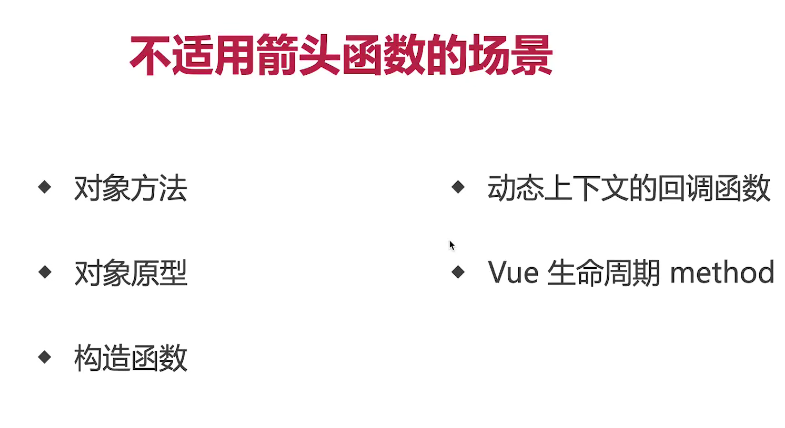 不适用箭头函数的场景
◆ 对象方法
◆ 对象原型
◆ 构造函数
◆ 动态上下文的回调函数
◆ Vue 生命周期 method